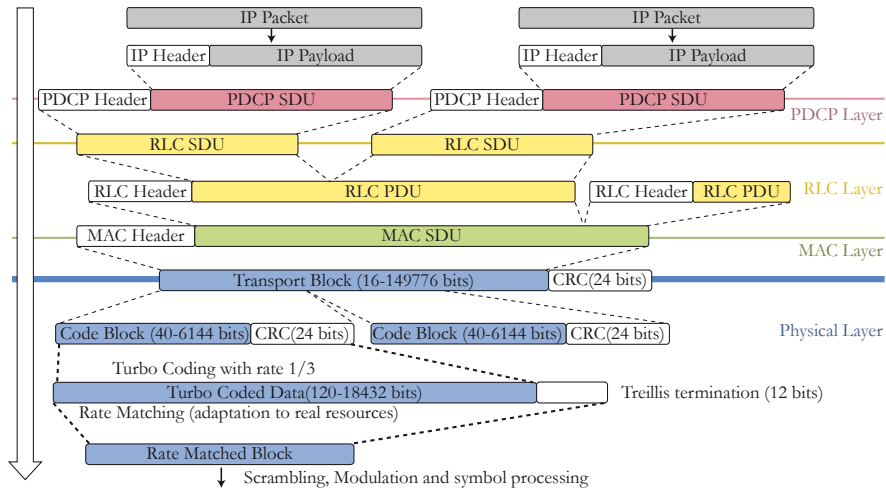 IP Packet IP Packet
IP Header IP Payload IP Header IP Payload
PDCP Header PDCP SDU PDCP Header PDCP SDU
PDCP Layer
RLC SDU RLC SDU
RLC Header RLC PDU RLC Header RLC PDU
RLC Layer
MAC Header MAC SDU
MAC Layer
Transport Block (16-149776 bits) CRC(24 bits)
Code Block (40-6144 bits) CRC(24 bits) Code Block (40-6144 bits) CRC(24 bits)
Physical Layer
Turbo Coding with rate 1/3
Turbo Coded Data(120-18432 bits) Treillis termination (12 bits)
Rate Matching (adaptation to real resources)
Rate Matched Block
Scrambling, Modulation and symbol processing